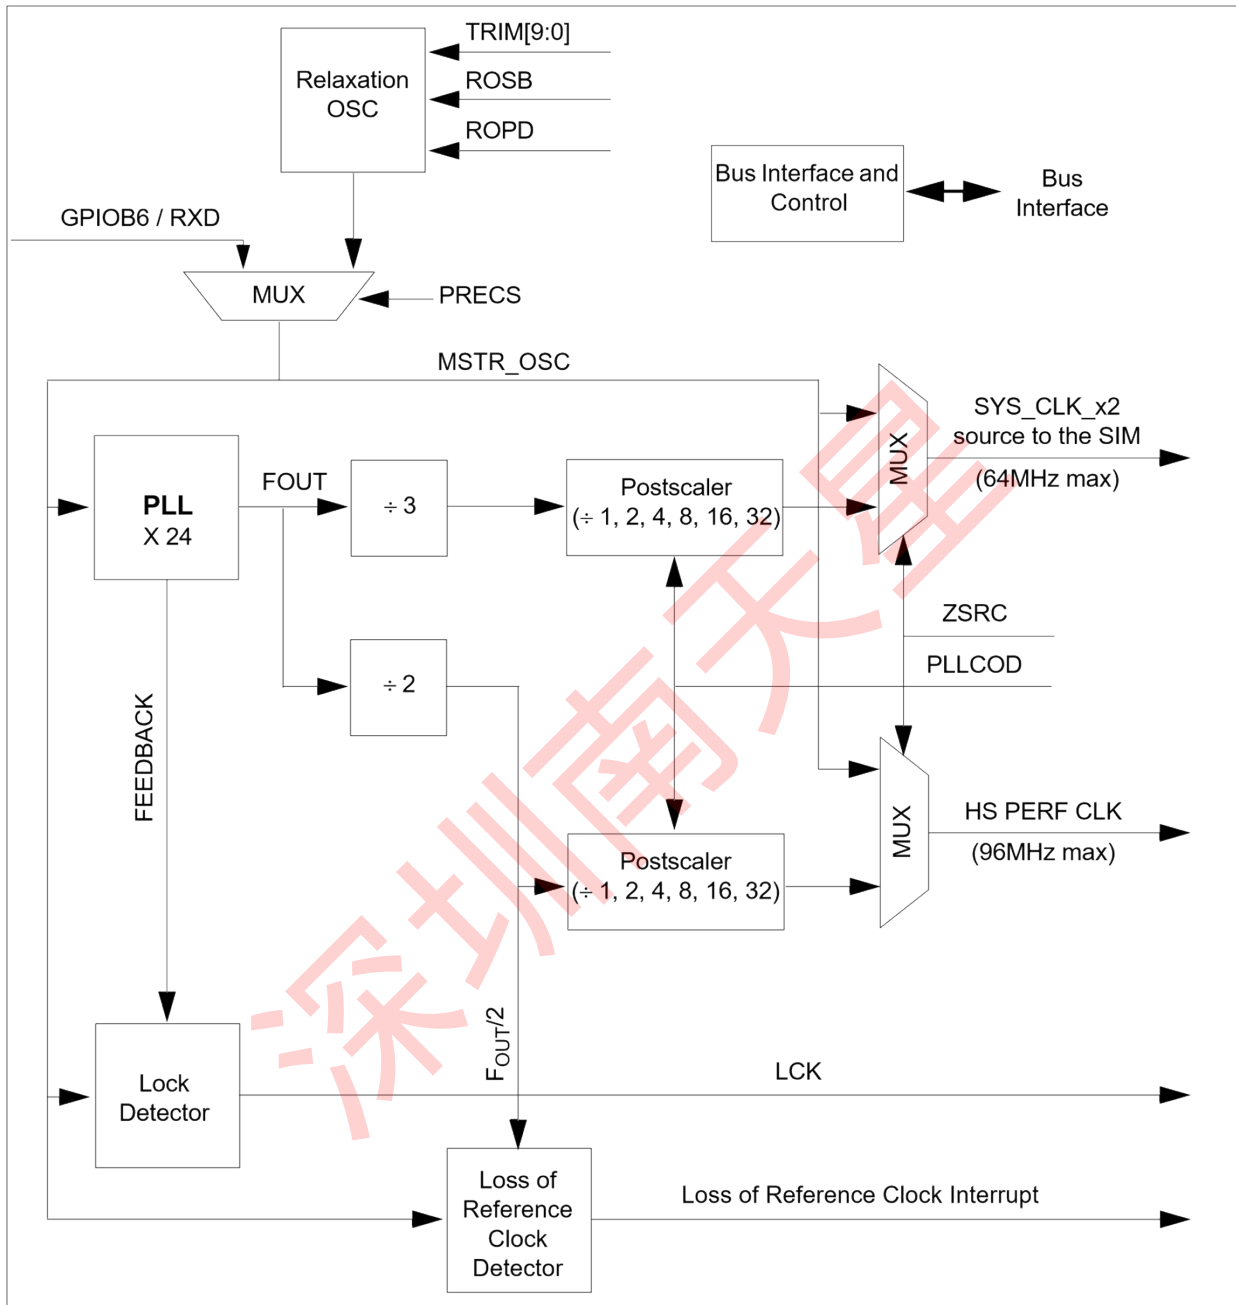 TRIM[9:0]
Relaxation
OSC
ROSB
ROPD
Bus Interface and
Control
Bus
Interface
GPIOB6 / RXD
MUX
PRECS
MSTR_OSC
PLL
X 24
FOUT
÷ 3
Postscaler
(÷ 1, 2, 4, 8, 16, 32)
MUX
SYS_CLK_x2
source to the SIM
(64MHz max)
ZSRC
PLLCOD
÷ 2
FEEDBACK
Postscaler
(÷ 1, 2, 4, 8, 16, 32)
MUX
HS PERF CLK
(96MHz max)
FOUT/2
Lock
Detector
LCK
Loss of
Reference
Clock
Detector
Loss of Reference Clock Interrupt
深圳南天星